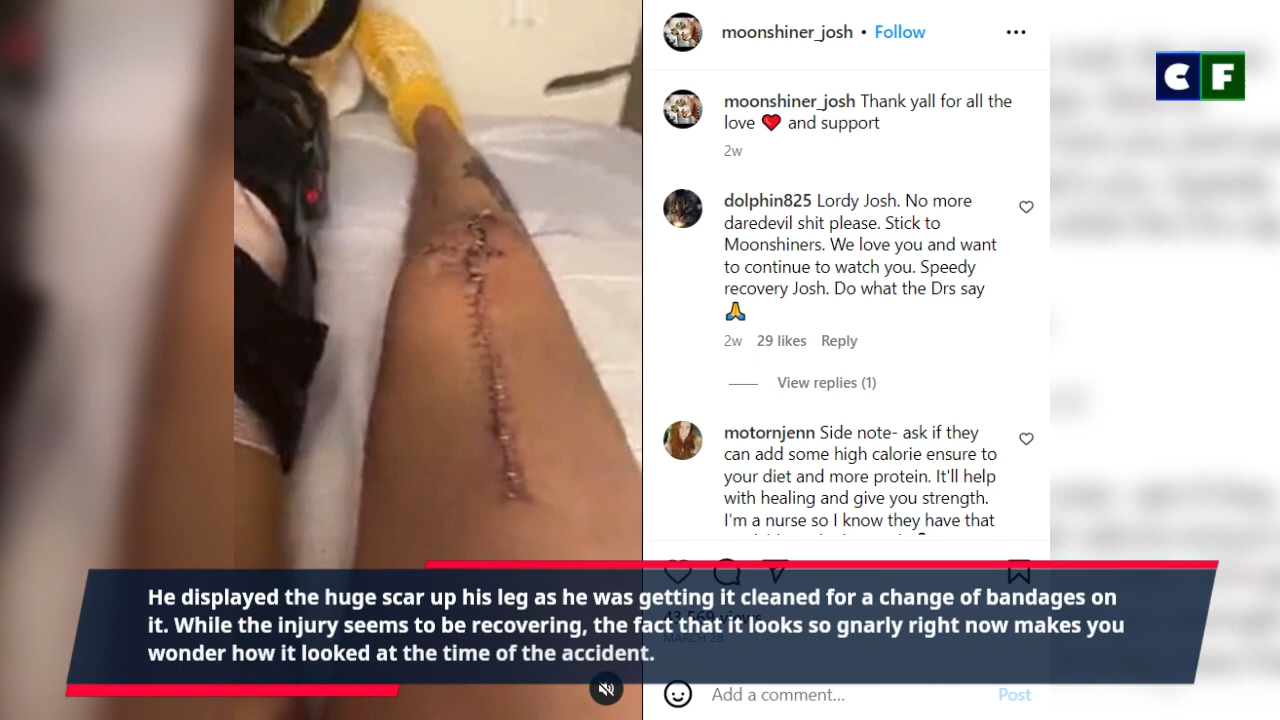 moonshiner_josh • Follow
CF
moonshiner_josh Thank yall for all the
love ❤️ and support
2w
dolphin825 Lordy Josh. No more
daredevil shit please. Stick to
Moonshiners. We love you and want
to continue to watch you. Speedy
recovery Josh. Do what the Drs say
🙏
2w 29 likes Reply
View replies (1)
motornjenn Side note- ask if they
can add some high calorie ensure to
your diet and more protein. It'll help
with healing and give you strength.
I'm a nurse so I know they have that
He displayed the huge scar up his leg as he was getting it cleaned for a change of bandages on
it. While the injury seems to be recovering, the fact that it looks so gnarly right now makes you
wonder how it looked at the time of the accident.
MARCH 28
Add a comment... Post